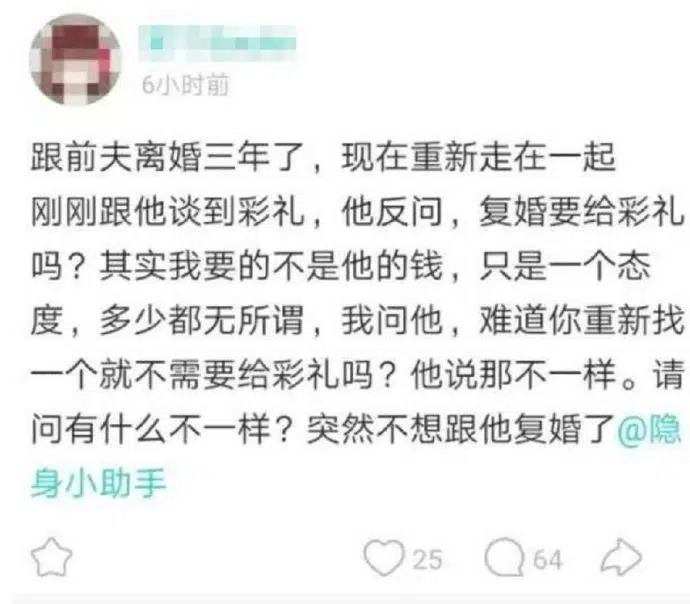 6小时前
跟前夫离婚三年了，现在重新走在一起
刚刚跟他谈到彩礼，他反问，复婚要给彩礼
吗？其实我要的不是他的钱，只是一个态
度，多少都无所谓，我问他，难道你重新找
一个就不需要给彩礼吗？他说那不一样。请
问有什么不一样？突然不想跟他复婚了@隐
身小助手
25
64